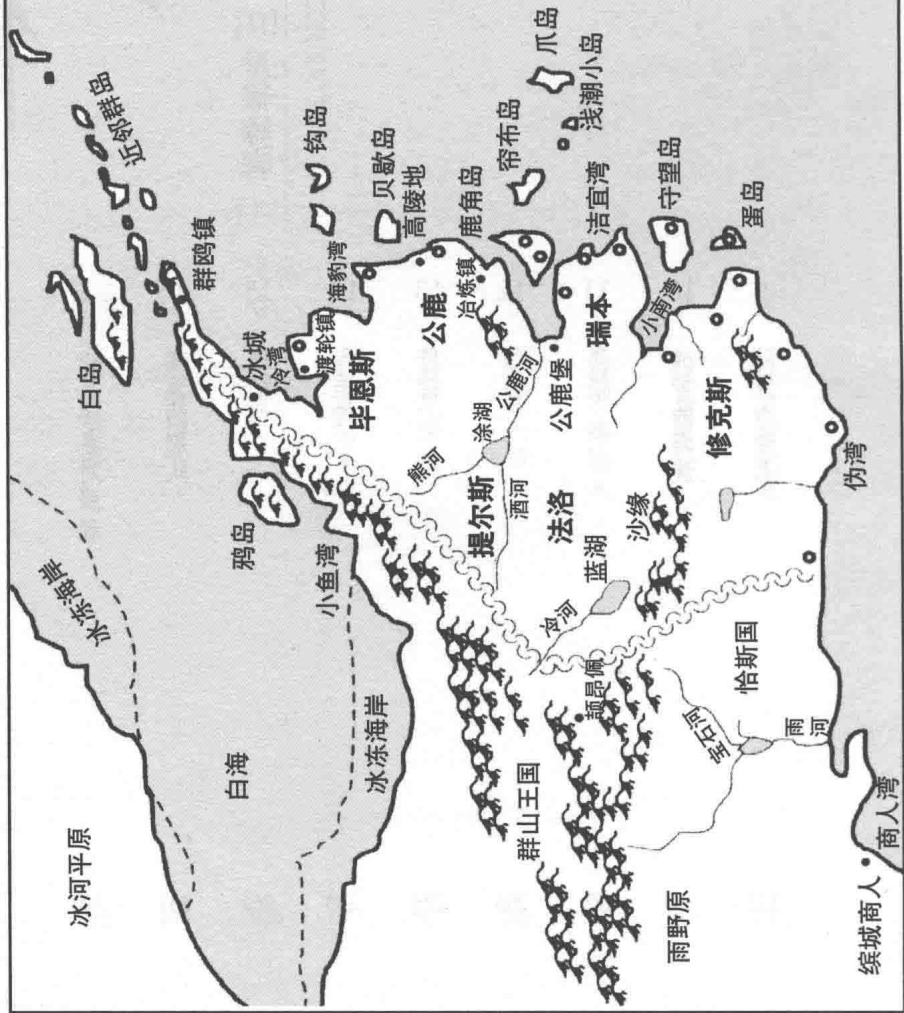 冰河平原
冰冻海岸
白海
冰冻海岸
小鱼湾
鸦岛
白岛
近邻群岛
群鸥镇
冰城
冷湾
渡轮镇
海豹湾
钩岛
贝歇岛
高陵地
毕恩斯
公鹿
冶炼镇
鹿角岛
熊河
涂湖
公鹿河
提尔斯
酒河
公鹿堡
帘布岛
爪岛
浅潮小岛
洁宜湾
瑞本
法洛
蓝湖
冷河
沙缘
小南湾
守望岛
蛋岛
修克斯
群山王国
颉昂佩
宝石河
恰斯国
雨河
伪湾
雨野原
商人湾
缤城商人